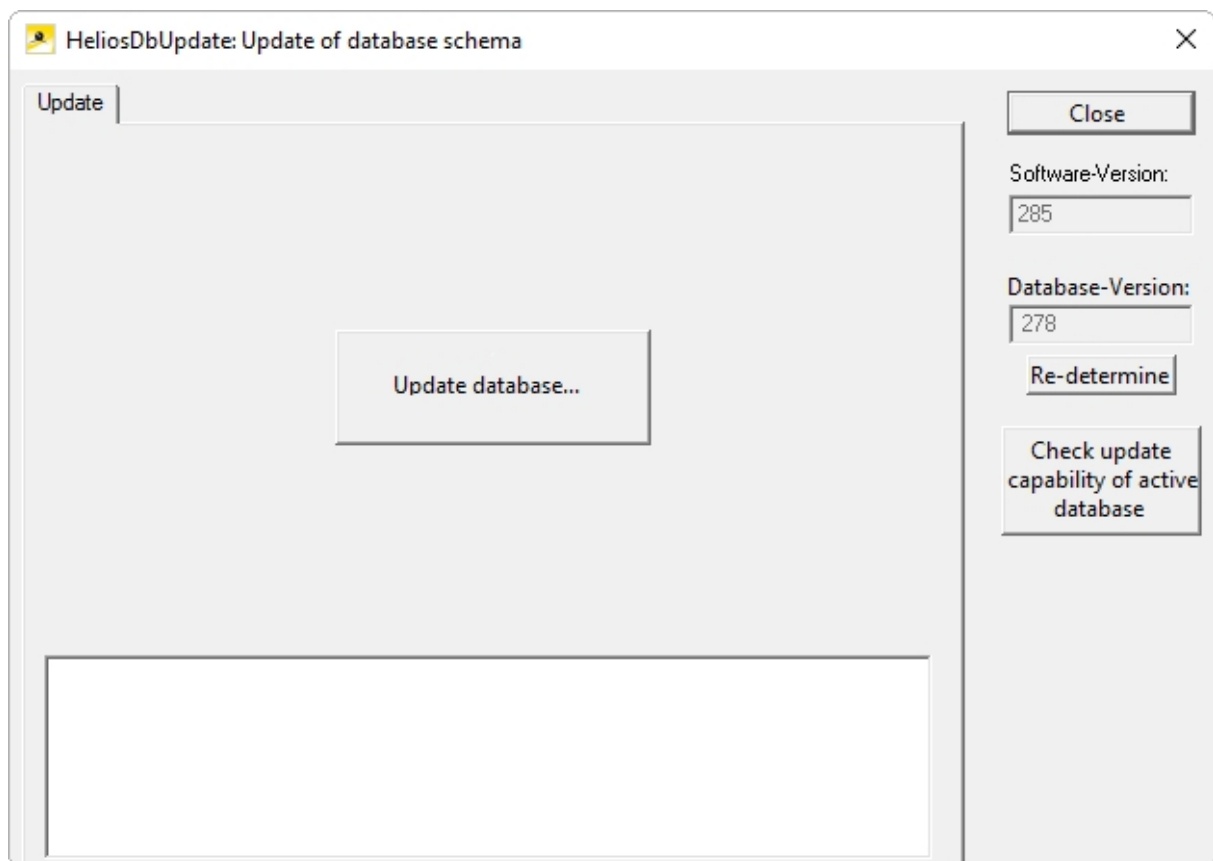 HeliosDbUpdate: Update of database schema
Update
Close
Software-Version:
285
Database-Version:
278
Update database...
Re-determine
Check update
capability of active
database